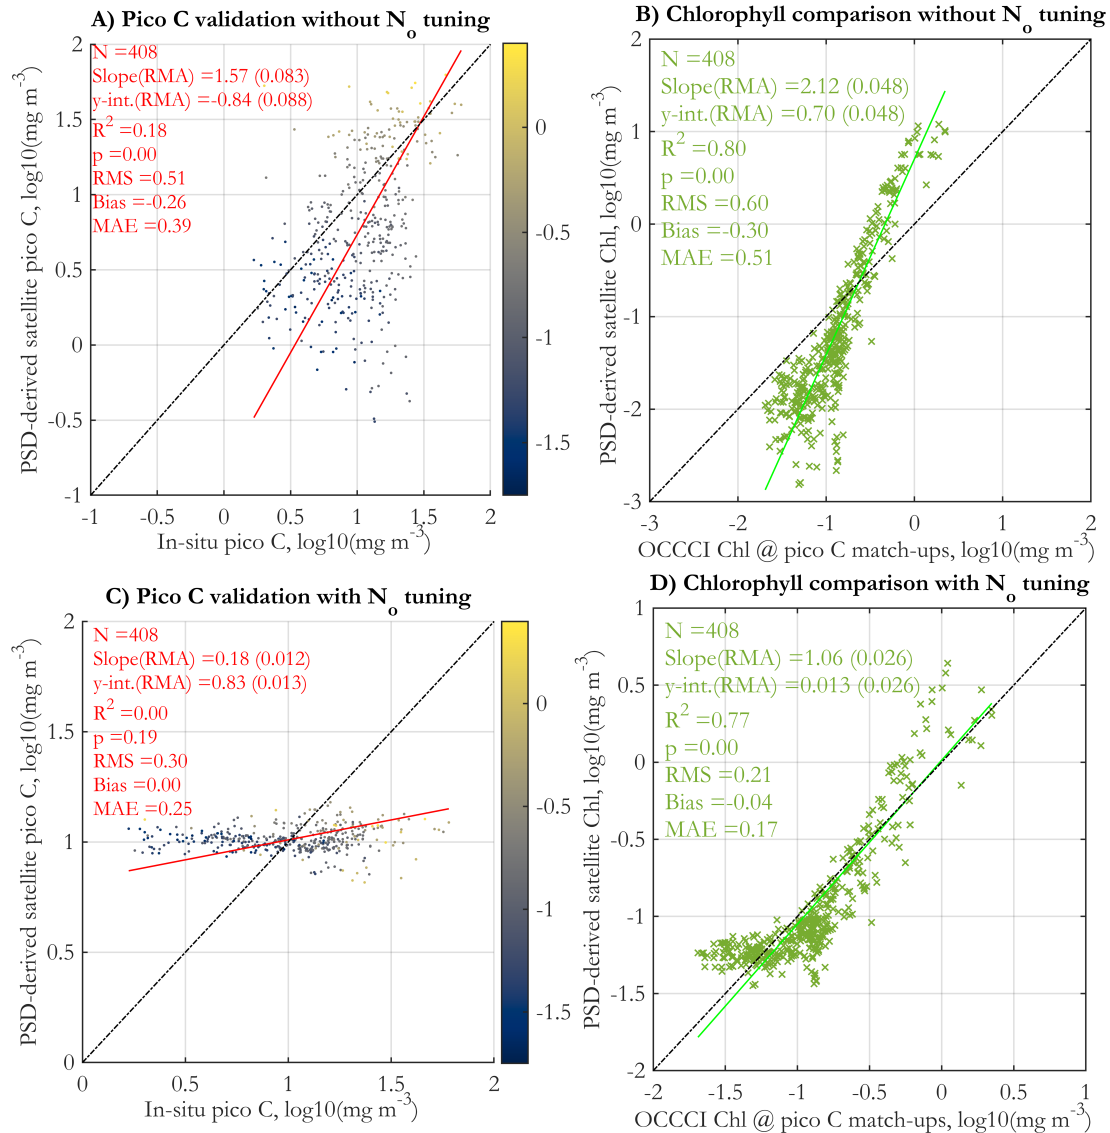 A) Pico C validation without No tuning
N =408
Slope(RMA) =1.57 (0.083)
y-int.(RMA) =-0.84 (0.088)
R2 =0.18
p =0.00
RMS =0.51
Bias =-0.26
MAE =0.39
PSD-derived satellite pico C, log10(mg m-3)
2
1.5
1
0.5
0
-0.5
-1
-1
-0.5
0
0.5
1
1.5
2
In-situ pico C, log10(mg m-3)
0
-0.5
-1
-1.5
B) Chlorophyll comparison without No tuning
N =408
Slope(RMA) =2.12 (0.048)
y-int.(RMA) =0.70 (0.048)
R2 =0.80
p =0.00
RMS =0.60
Bias =-0.30
MAE =0.51
PSD-derived satellite Chl, log10(mg m-3)
2
1
0
-1
-2
-3
-3
-2
-1
0
1
2
OCCCI Chl @ pico C match-ups, log10(mg m-3)
C) Pico C validation with No tuning
N =408
Slope(RMA) =0.18 (0.012)
y-int.(RMA) =0.83 (0.013)
R2 =0.00
p =0.19
RMS =0.30
Bias =0.00
MAE =0.25
PSD-derived satellite pico C, log10(mg m-3)
2
1.5
1
0.5
0
0
0.5
1
1.5
2
In-situ pico C, log10(mg m-3)
0
-0.5
-1
-1.5
D) Chlorophyll comparison with No tuning
N =408
Slope(RMA) =1.06 (0.026)
y-int.(RMA) =0.013 (0.026)
R2 =0.77
p =0.00
RMS =0.21
Bias =-0.04
MAE =0.17
PSD-derived satellite Chl, log10(mg m-3)
1
0.5
0
-0.5
-1
-1.5
-2
-2
-1.5
-1
-0.5
0
0.5
1
OCCCI Chl @ pico C match-ups, log10(mg m-3)